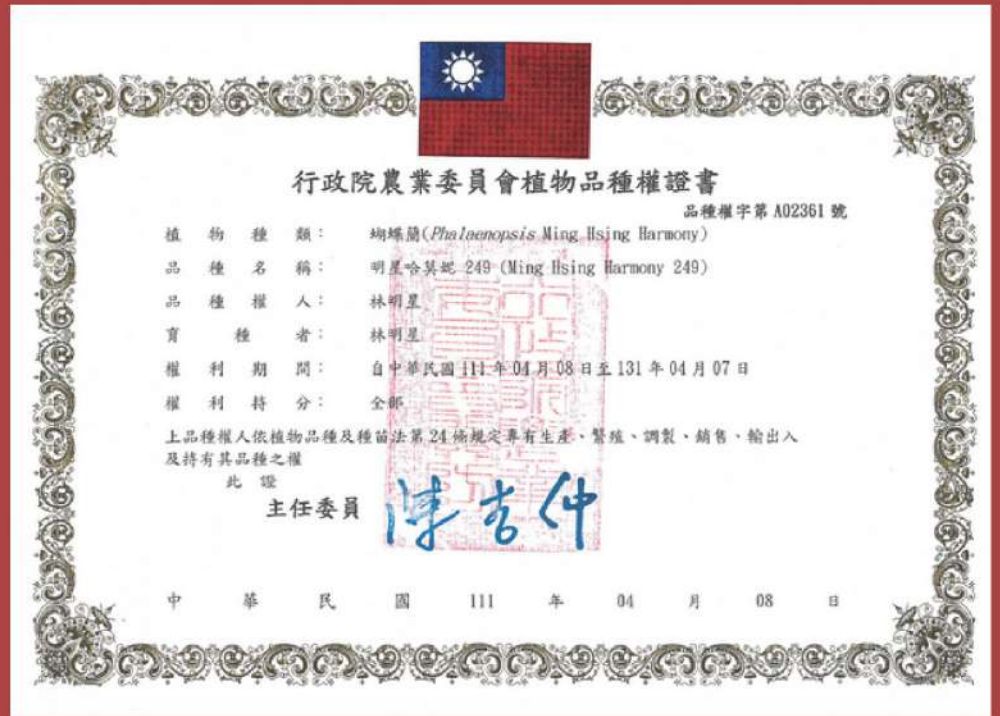 行政院農業委員會植物品種權證書
品種權字第 A02361 號
植物種類： 蝴蝶蘭(Phalaenopsis Ming Hsing Harmony)
品種名稱： 明星哈莫妮 249 (Ming Hsing Harmony 249)
品種權人： 林明星
育種者： 林明星
權利期間： 自中華民國 111 年 04 月 08 日至 131 年 04 月 07 日
權利持分： 全部
上品種權人依植物品種及種苗法第 24 條規定專有生產、繁殖、調製、銷售、輸出入
及持有其品種之權
此證
主任委員 陳吉仲
中華民國 111 年 04 月 08 日